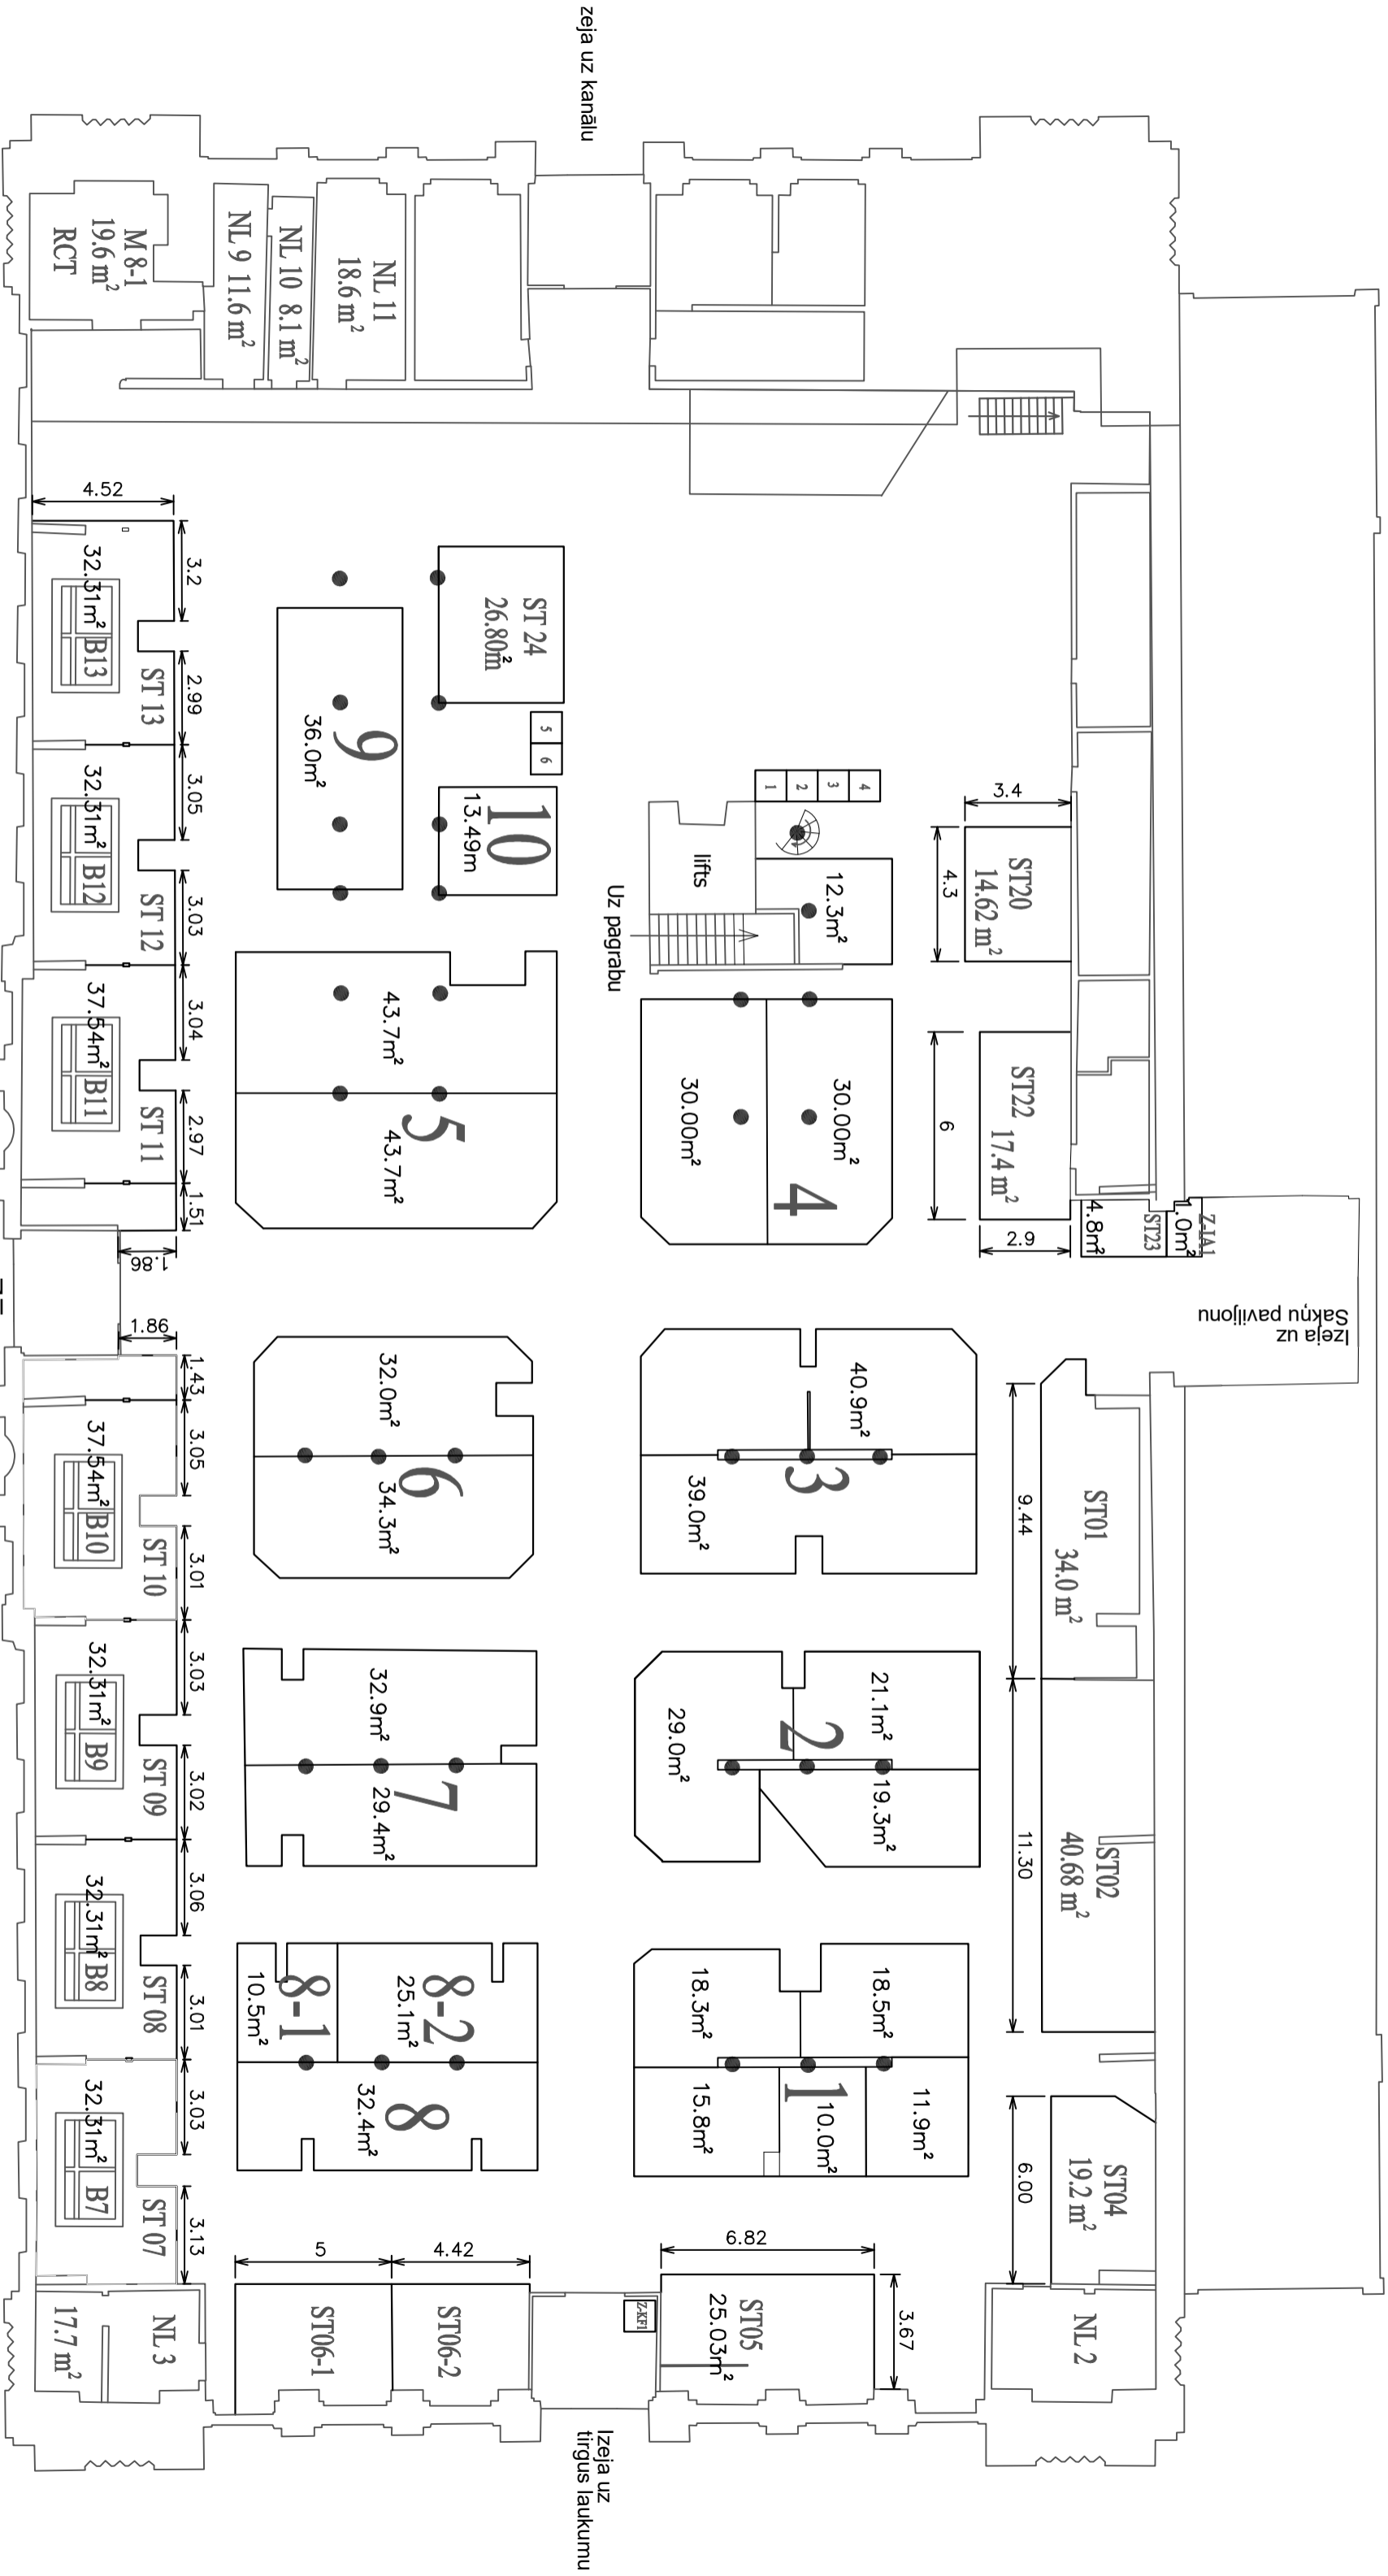 zeja uz kanālu
M 8-1
19.6 m²
RCT
NL 9 11.6 m²
NL 10 8.1 m²
NL 11
18.6 m²
4.52
3.2
2.99
3.05
3.03
3.04
2.97
1.51
1.86
32.31m²
B13
ST 13
32.31m²
B12
ST 12
37.54m²
B11
ST 11
ST 24
26.80m²
9
36.0m²
5
6
10
13.49m
1
2
3
4
lifts
Uz pagrabu
12.3m²
3.4
4.3
ST20
14.62 m²
ST22
17.4 m²
6
2.9
43.7m²
5
43.7m²
30.00m²
30.00m²
4
Z-IA1
1.0m²
ST23
4.8m²
Izeja uz
Sakņu paviljonu
1.86
1.43
3.05
3.01
3.03
3.02
3.06
3.01
3.03
3.13
37.54m²
B10
ST 10
32.31m²
B9
ST 09
32.31m²
B8
ST 08
32.31m²
B7
ST 07
32.0m²
6
34.3m²
40.9m²
3
39.0m²
9.44
ST01
34.0 m²
32.9m²
7
29.4m²
21.1m²
2
29.0m²
19.3m²
11.30
ST02
40.68 m²
8-1
10.5m²
8-2
25.1m²
8
32.4m²
18.3m²
18.5m²
1
15.8m²
10.0m²
11.9m²
6.00
ST04
19.2 m²
5
4.42
ST06-1
ST06-2
6.82
3.67
ST05
25.03m²
Z-KF1
NL 2
NL 3
17.7 m²
Izeja uz
tirgus laukumu